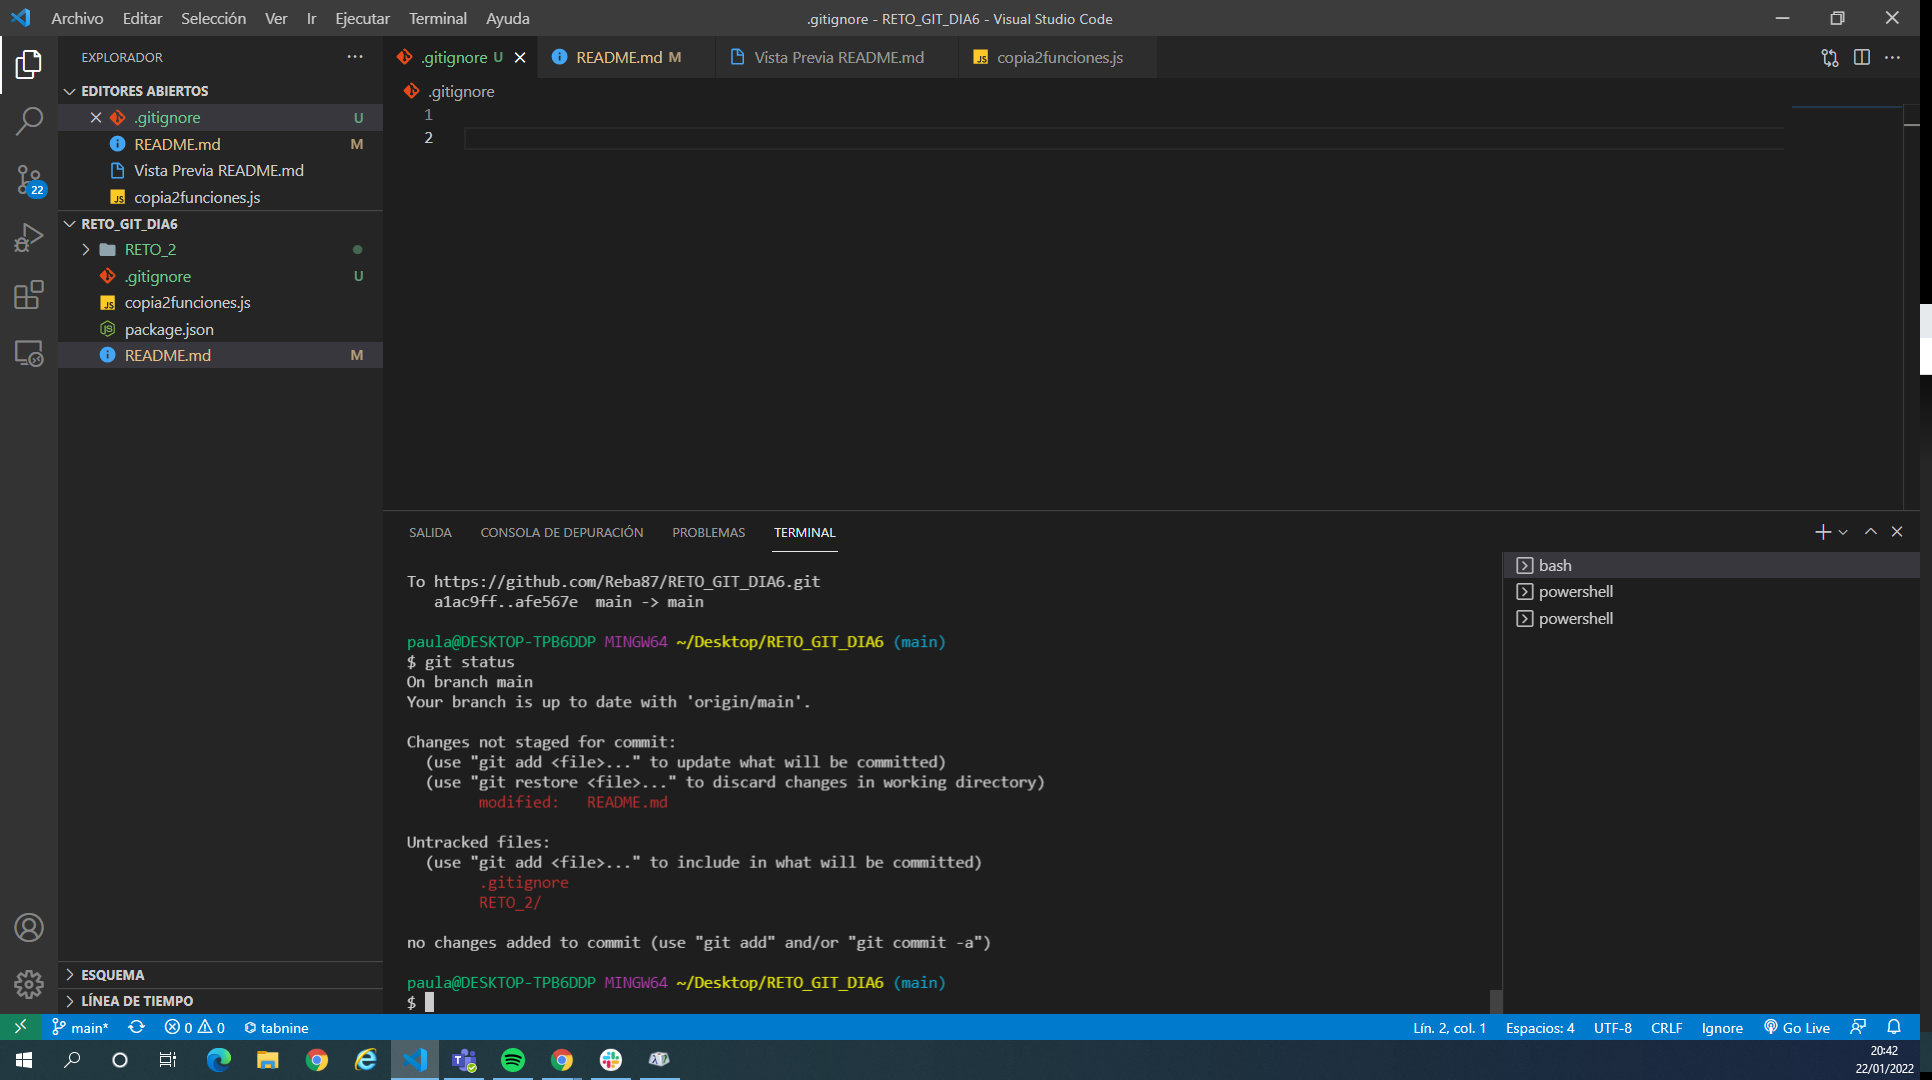 Archivo Editar Selección Ver Ir Ejecutar Terminal Ayuda
.gitignore - RETO_GIT_DIA6 - Visual Studio Code
EXPLORADOR
.gitignore U
README.md M
Vista Previa README.md
copia2funciones.js
EDITORES ABIERTOS
.gitignore
.gitignore U
README.md M
Vista Previa README.md
copia2funciones.js
RETO_GIT_DIA6
RETO_2
.gitignore U
copia2funciones.js
package.json
README.md M
1
2
22
SALIDA CONSOLA DE DEPURACIÓN PROBLEMAS TERMINAL
To https://github.com/Reba87/RETO_GIT_DIA6.git
a1ac9ff..afe567e main -> main
paula@DESKTOP-TPB6DDP MINGW64 ~/Desktop/RETO_GIT_DIA6 (main)
$ git status
On branch main
Your branch is up to date with 'origin/main'.
Changes not staged for commit:
(use "git add <file>..." to update what will be committed)
(use "git restore <file>..." to discard changes in working directory)
modified: README.md
Untracked files:
(use "git add <file>..." to include in what will be committed)
.gitignore
RETO_2/
no changes added to commit (use "git add" and/or "git commit -a")
paula@DESKTOP-TPB6DDP MINGW64 ~/Desktop/RETO_GIT_DIA6 (main)
$
bash
powershell
powershell
ESQUEMA
LÍNEA DE TIEMPO
main* 0 0 tabnine
Lín. 2, col. 1 Espacios: 4 UTF-8 CRLF Ignore Go Live
20:42
22/01/2022